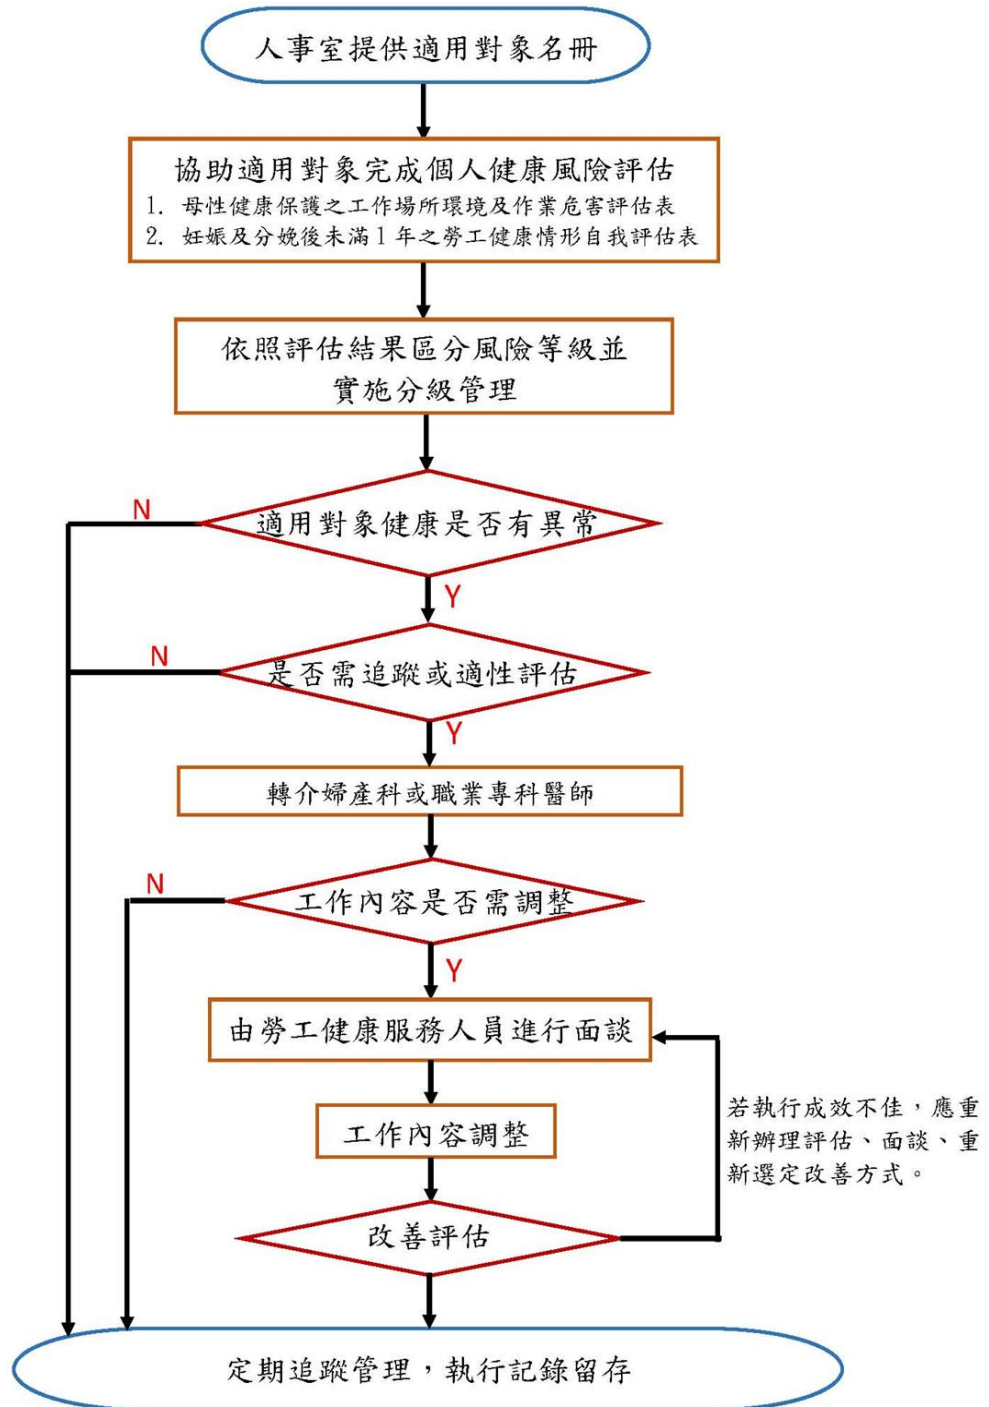 人事室提供適用對象名冊
協助適用對象完成個人健康風險評估
1. 母性健康保護之工作場所環境及作業危害評估表
2. 妊娠及分娩後未滿1年之勞工健康情形自我評估表
依照評估結果區分風險等級並
實施分級管理
適用對象健康是否有異常
N
Y
是否需追蹤或適性評估
N
Y
轉介婦產科或職業專科醫師
工作內容是否需調整
N
Y
由勞工健康服務人員進行面談
工作內容調整
若執行成效不佳，應重
新辦理評估、面談、重
新選定改善方式。
改善評估
定期追蹤管理，執行記錄留存